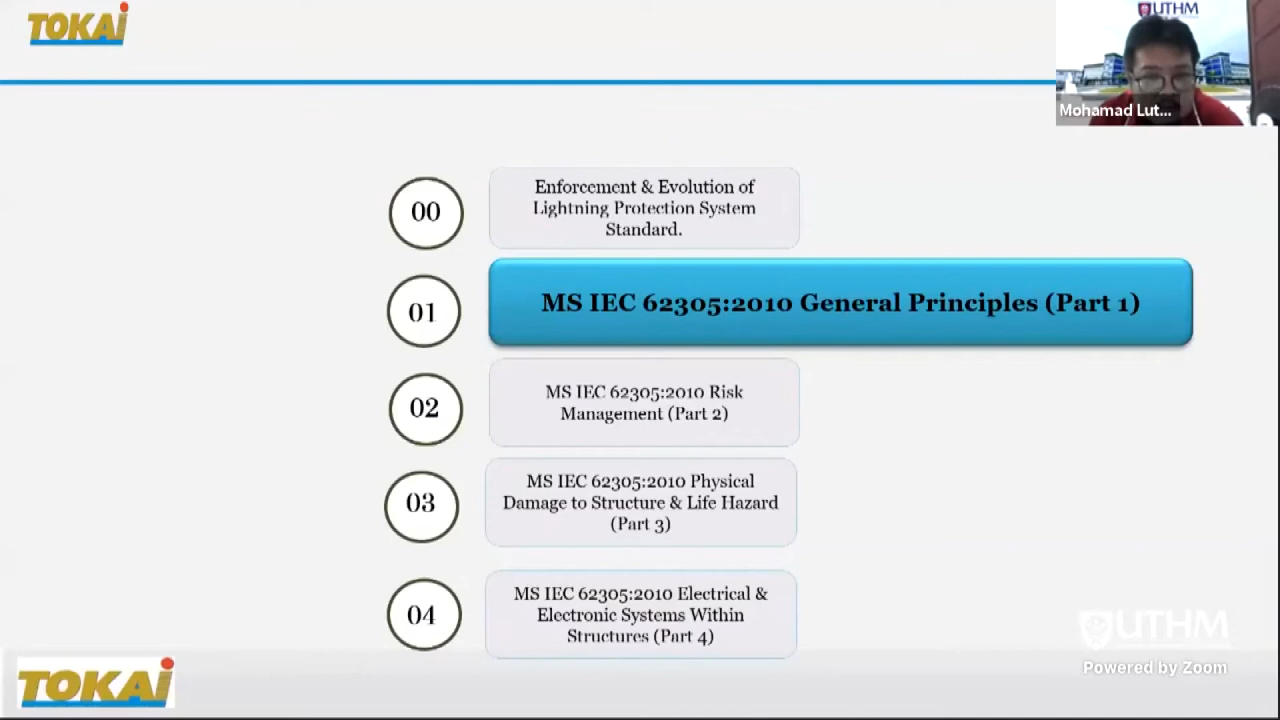 TOKAi
UTHM
Mohamad Lut...
00
Enforcement & Evolution of
Lightning Protection System
Standard.
01
MS IEC 62305:2010 General Principles (Part 1)
02
MS IEC 62305:2010 Risk
Management (Part 2)
03
MS IEC 62305:2010 Physical
Damage to Structure & Life Hazard
(Part 3)
04
MS IEC 62305:2010 Electrical &
Electronic Systems Within
Structures (Part 4)
UTHM
Powered by Zoom
TOKAi